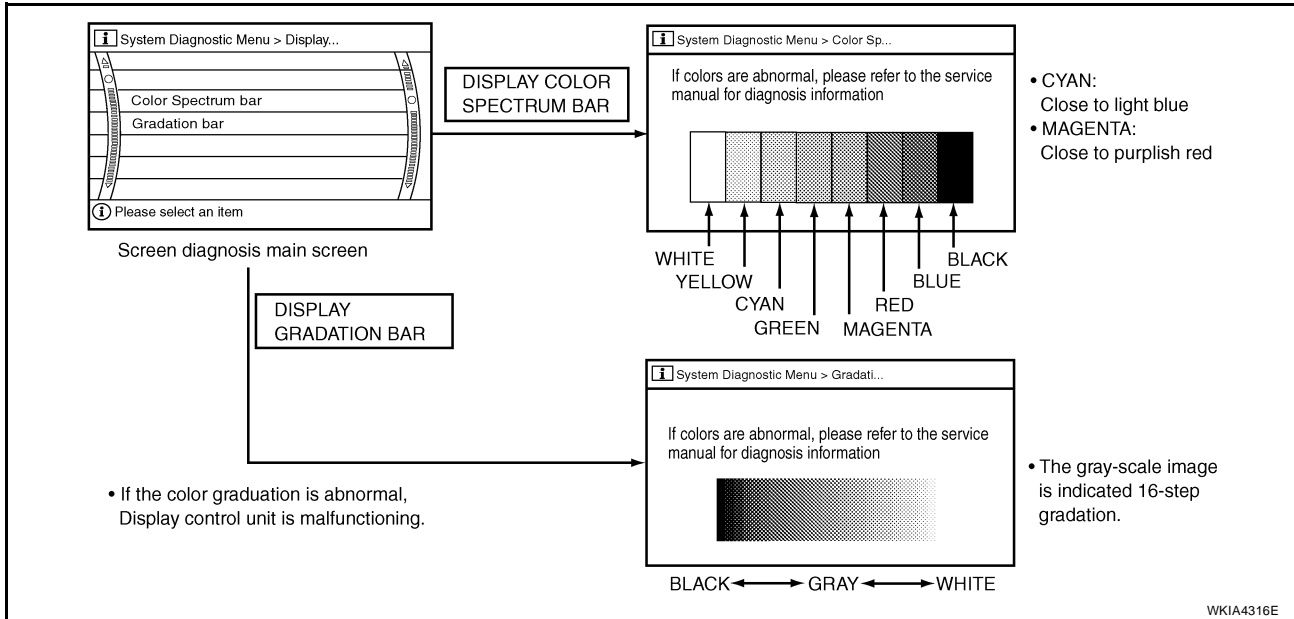 i System Diagnostic Menu > Display...
Color Spectrum bar
Gradation bar
i Please select an item
Screen diagnosis main screen
DISPLAY COLOR
SPECTRUM BAR
i System Diagnostic Menu > Color Sp...
If colors are abnormal, please refer to the service
manual for diagnosis information
WHITE
YELLOW
CYAN
GREEN
MAGENTA
RED
BLUE
BLACK
• CYAN:
Close to light blue
• MAGENTA:
Close to purplish red
DISPLAY
GRADATION BAR
• If the color graduation is abnormal,
Display control unit is malfunctioning.
i System Diagnostic Menu > Gradati...
If colors are abnormal, please refer to the service
manual for diagnosis information
BLACK GRAY WHITE
• The gray-scale image
is indicated 16-step
gradation.
WKIA4316E